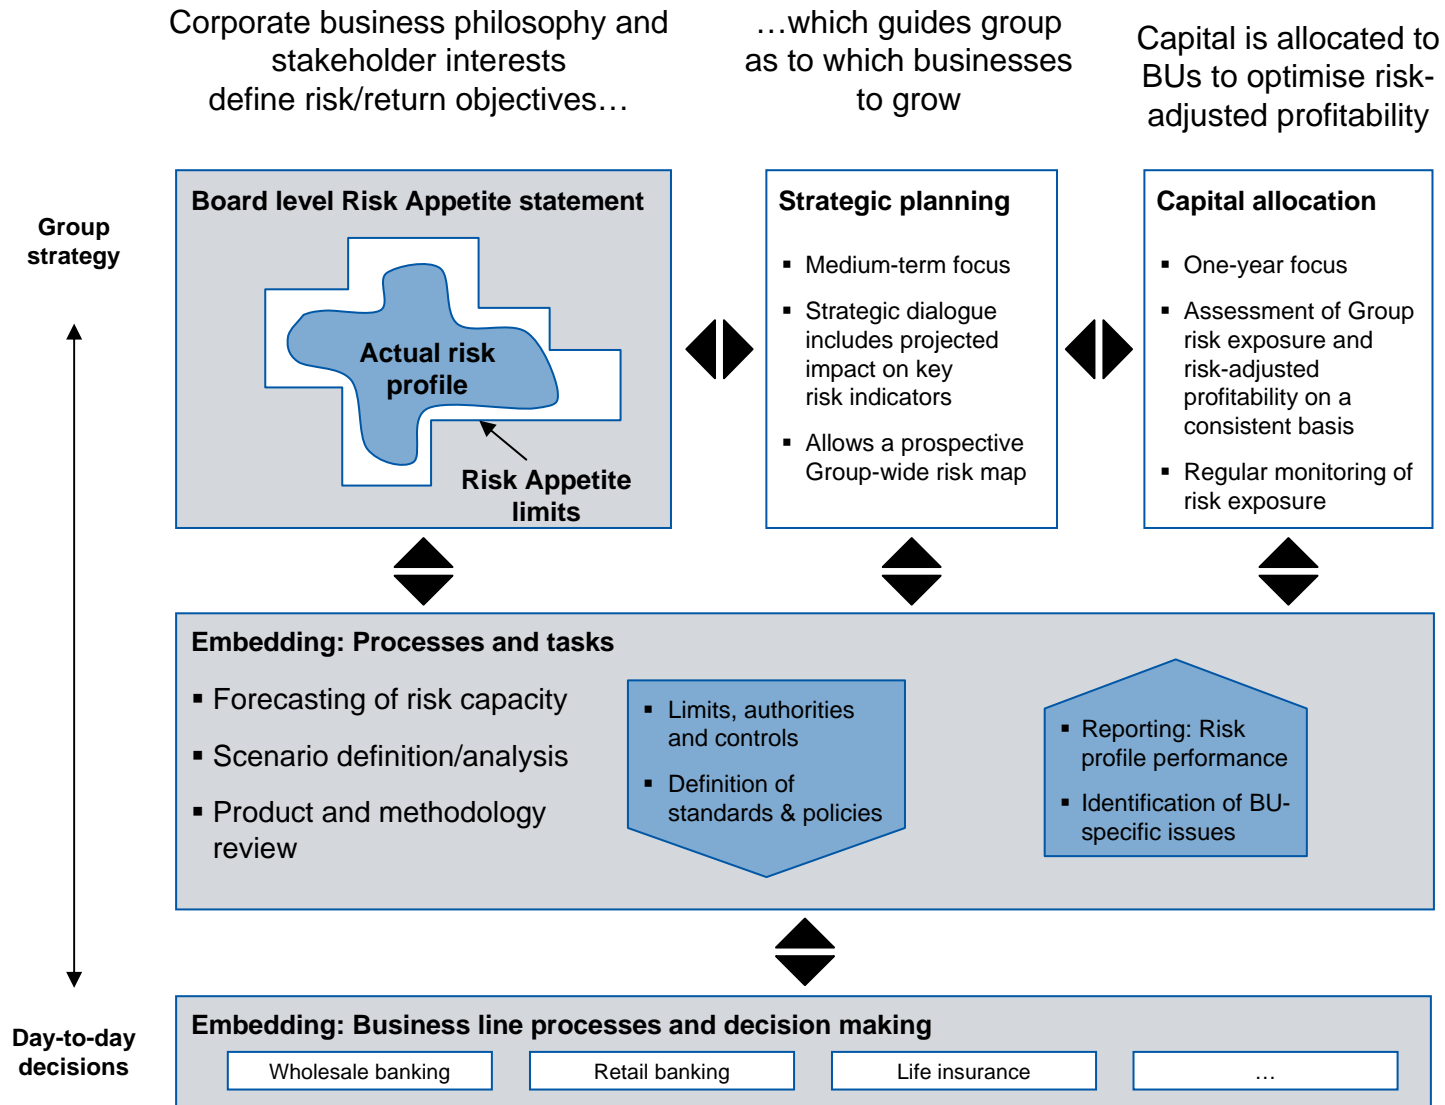 Corporate business philosophy and
stakeholder interests
define risk/return objectives…
…which guides group
as to which businesses
to grow
Capital is allocated to
BUs to optimise risk-
adjusted profitability
Group
strategy
Board level Risk Appetite statement
Actual risk
profile
Risk Appetite
limits
Strategic planning
▪ Medium-term focus
▪ Strategic dialogue
includes projected
impact on key
risk indicators
▪ Allows a prospective
Group-wide risk map
Capital allocation
▪ One-year focus
▪ Assessment of Group
risk exposure and
risk-adjusted
profitability on a
consistent basis
▪ Regular monitoring of
risk exposure
Embedding: Processes and tasks
▪ Forecasting of risk capacity
▪ Scenario definition/analysis
▪ Product and methodology
review
▪ Limits, authorities
and controls
▪ Definition of
standards & policies
▪ Reporting: Risk
profile performance
▪ Identification of BU-
specific issues
Day-to-day
decisions
Embedding: Business line processes and decision making
Wholesale banking
Retail banking
Life insurance
…